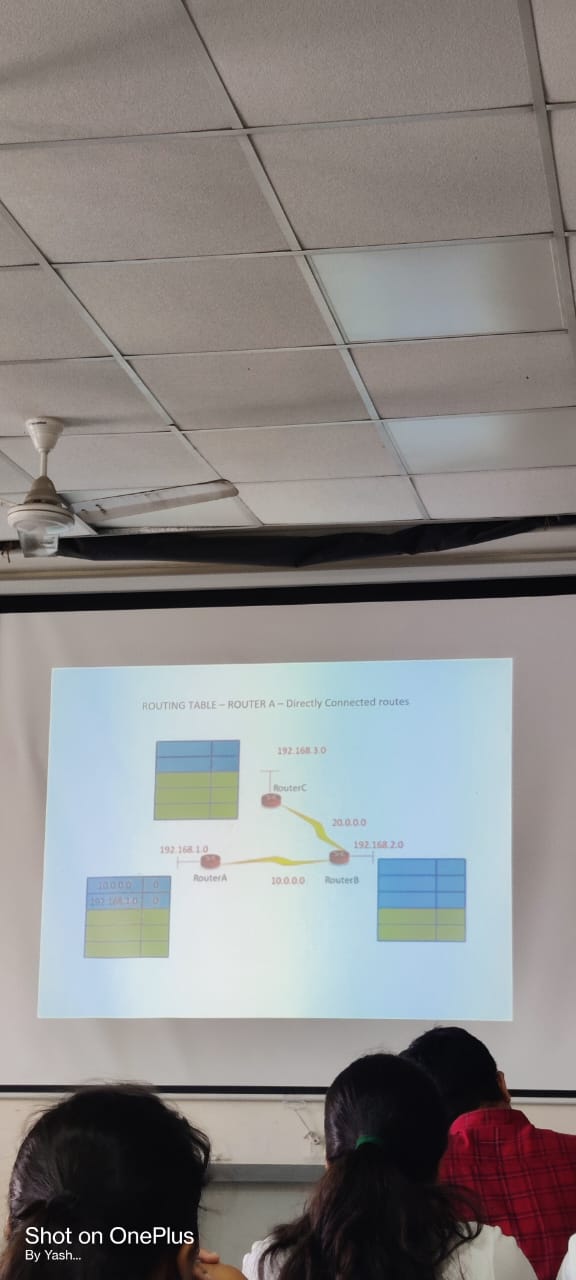 ROUTING TABLE – ROUTER A – Directly Connected routes
192.168.3.0
RouterC
20.0.0.0
192.168.1.0
192.168.2.0
RouterA
10.0.0.0
RouterB
10.0.0.0 0
192.168.1.0 0
Shot on OnePlus
By Yash...